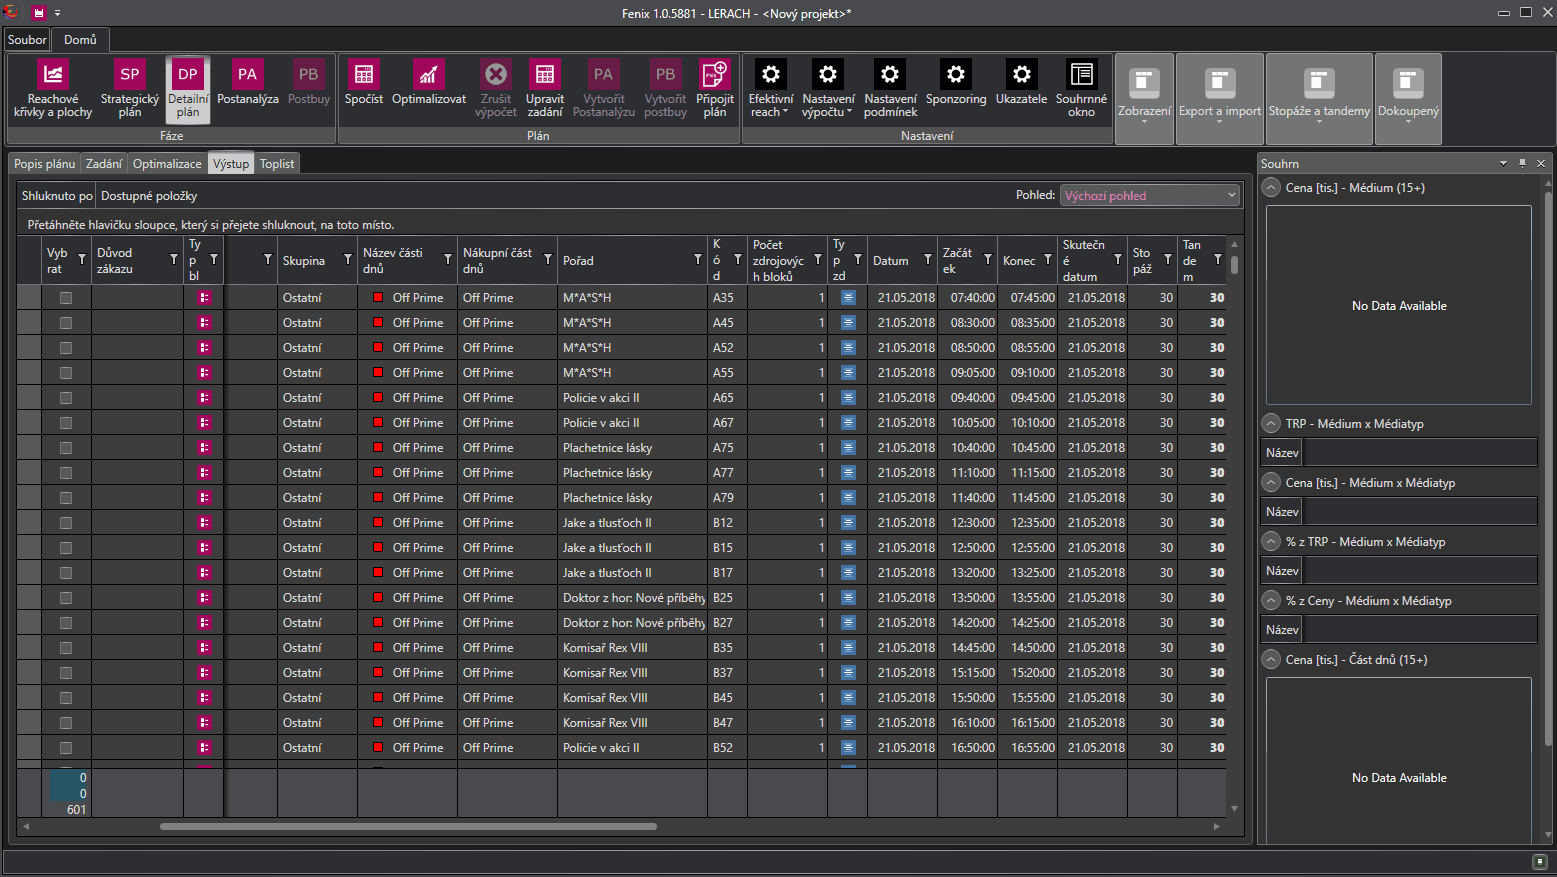 Fenix 1.0.5881 - LERACH - <Nový projekt>*
Soubor
Domů
Reachové křivky a plochy
SP
Strategický plán
DP
Detailní plán
PA
Postanalýza
PB
Postbuy
Fáze
Spočíst
Optimalizovat
Zrušit výpočet
Upravit zadání
PA
Vytvořit Postanalýzu
PB
Vytvořit postbuy
Připojit plán
Plán
Efektivní reach
Nastavení výpočtu
Nastavení podmínek
Sponzoring
Ukazatele
Souhrnné okno
Nastavení
Zobrazení
Export a import
Stopáže a tandemy
Dokoupený
Popis plánu
Zadání
Optimalizace
Výstup
Toplist
Shluknuto po
Dostupné položky
Pohled:
Výchozí pohled
Přetáhněte hlavičku sloupce, který si přejete shluknout, na toto místo.
Vyb rat
Důvod zákazu
Ty p bl
Skupina
Název části dnů
Nákupní část dnů
Pořad
K ó d
Počet zdrojovýc h bloků
Ty p zd
Datum
Začát ek
Konec
Skutečn é datum
Sto páž
Tan de m
Ostatní Off Prime Off Prime M*A*S*H A35 1 21.05.2018 07:40:00 07:45:00 21.05.2018 30 30
Ostatní Off Prime Off Prime M*A*S*H A45 1 21.05.2018 08:30:00 08:35:00 21.05.2018 30 30
Ostatní Off Prime Off Prime M*A*S*H A52 1 21.05.2018 08:50:00 08:55:00 21.05.2018 30 30
Ostatní Off Prime Off Prime M*A*S*H A55 1 21.05.2018 09:05:00 09:10:00 21.05.2018 30 30
Ostatní Off Prime Off Prime Policie v akci II A65 1 21.05.2018 09:40:00 09:45:00 21.05.2018 30 30
Ostatní Off Prime Off Prime Policie v akci II A67 1 21.05.2018 10:05:00 10:10:00 21.05.2018 30 30
Ostatní Off Prime Off Prime Plachetnice lásky A75 1 21.05.2018 10:40:00 10:45:00 21.05.2018 30 30
Ostatní Off Prime Off Prime Plachetnice lásky A77 1 21.05.2018 11:10:00 11:15:00 21.05.2018 30 30
Ostatní Off Prime Off Prime Plachetnice lásky A79 1 21.05.2018 11:40:00 11:45:00 21.05.2018 30 30
Ostatní Off Prime Off Prime Jake a tlusťoch II B12 1 21.05.2018 12:30:00 12:35:00 21.05.2018 30 30
Ostatní Off Prime Off Prime Jake a tlusťoch II B15 1 21.05.2018 12:50:00 12:55:00 21.05.2018 30 30
Ostatní Off Prime Off Prime Jake a tlusťoch II B17 1 21.05.2018 13:20:00 13:25:00 21.05.2018 30 30
Ostatní Off Prime Off Prime Doktor z hor: Nové příběhy B25 1 21.05.2018 13:50:00 13:55:00 21.05.2018 30 30
Ostatní Off Prime Off Prime Doktor z hor: Nové příběhy B27 1 21.05.2018 14:20:00 14:25:00 21.05.2018 30 30
Ostatní Off Prime Off Prime Komisař Rex VIII B35 1 21.05.2018 14:45:00 14:50:00 21.05.2018 30 30
Ostatní Off Prime Off Prime Komisař Rex VIII B37 1 21.05.2018 15:15:00 15:20:00 21.05.2018 30 30
Ostatní Off Prime Off Prime Komisař Rex VIII B45 1 21.05.2018 15:50:00 15:55:00 21.05.2018 30 30
Ostatní Off Prime Off Prime Komisař Rex VIII B47 1 21.05.2018 16:10:00 16:15:00 21.05.2018 30 30
Ostatní Off Prime Off Prime Policie v akci II B52 1 21.05.2018 16:50:00 16:55:00 21.05.2018 30 30
0
0
601
Souhrn
Cena [tis.] - Médium (15+)
No Data Available
TRP - Médium x Médiatyp
Název
Cena [tis.] - Médium x Médiatyp
Název
% z TRP - Médium x Médiatyp
Název
% z Ceny - Médium x Médiatyp
Název
Cena [tis.] - Část dnů (15+)
No Data Available